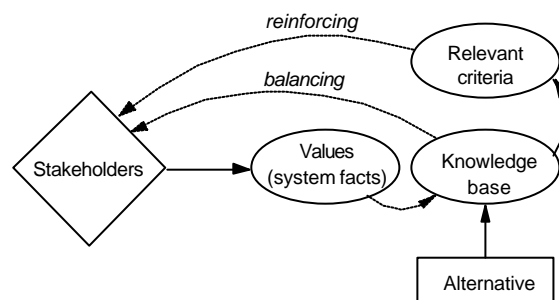 reinforcing
Relevant
criteria
balancing
Stakeholders
Values
(system facts)
Knowledge
base
Alternative